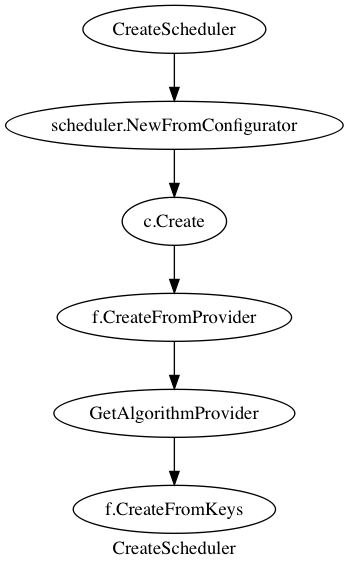 CreateScheduler
scheduler.NewFromConfigurator
c.Create
f.CreateFromProvider
GetAlgorithmProvider
f.CreateFromKeys
CreateScheduler